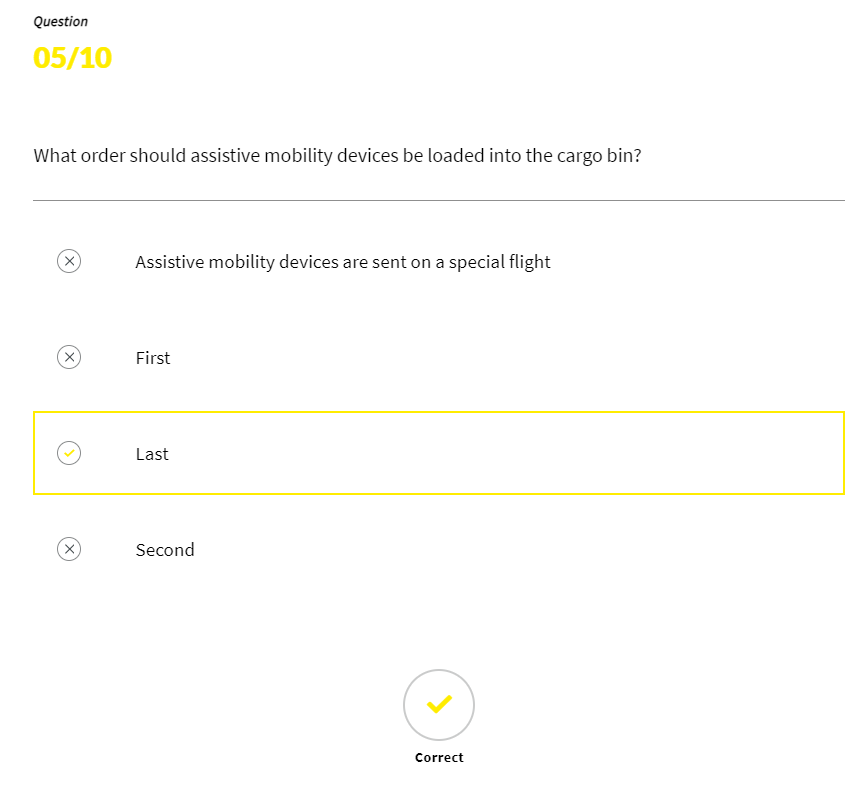 Question
05/10
What order should assistive mobility devices be loaded into the cargo bin?
Assistive mobility devices are sent on a special flight
First
Last
Second
Correct